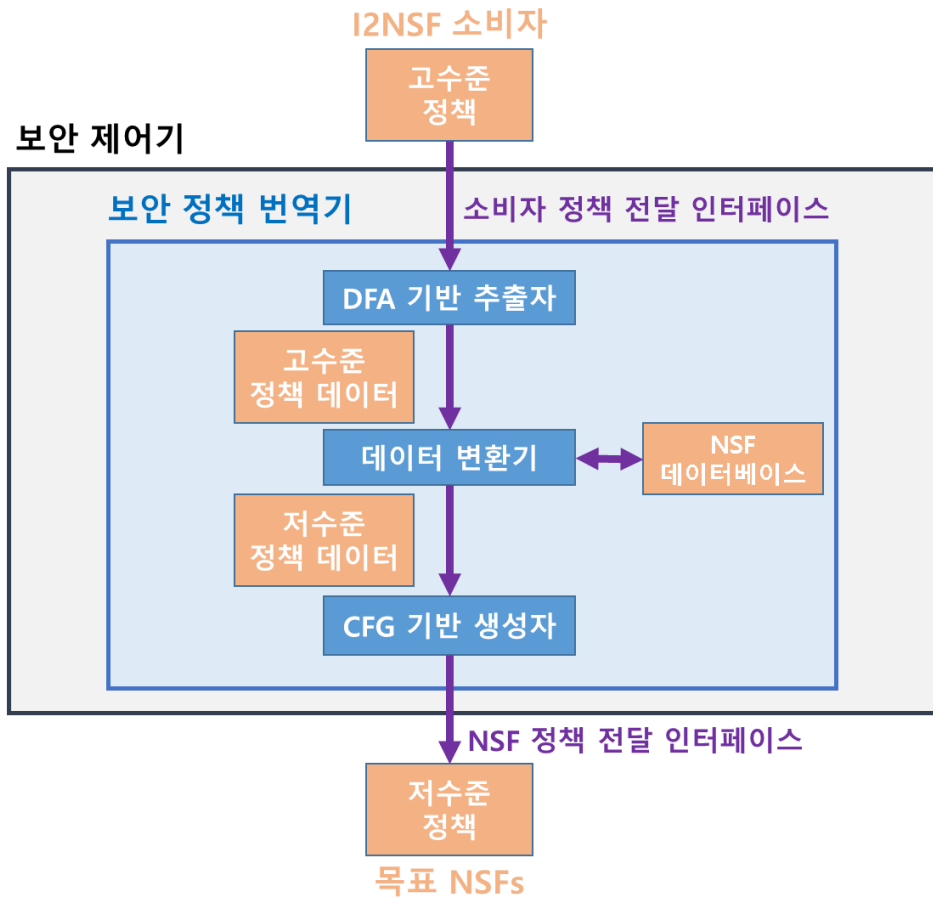 I2NSF 소비자
고수준
정책
보안 제어기
보안 정책 번역기
소비자 정책 전달 인터페이스
DFA 기반 추출자
고수준
정책 데이터
데이터 변환기
NSF
데이터베이스
저수준
정책 데이터
CFG 기반 생성자
NSF 정책 전달 인터페이스
저수준
정책
목표 NSFs